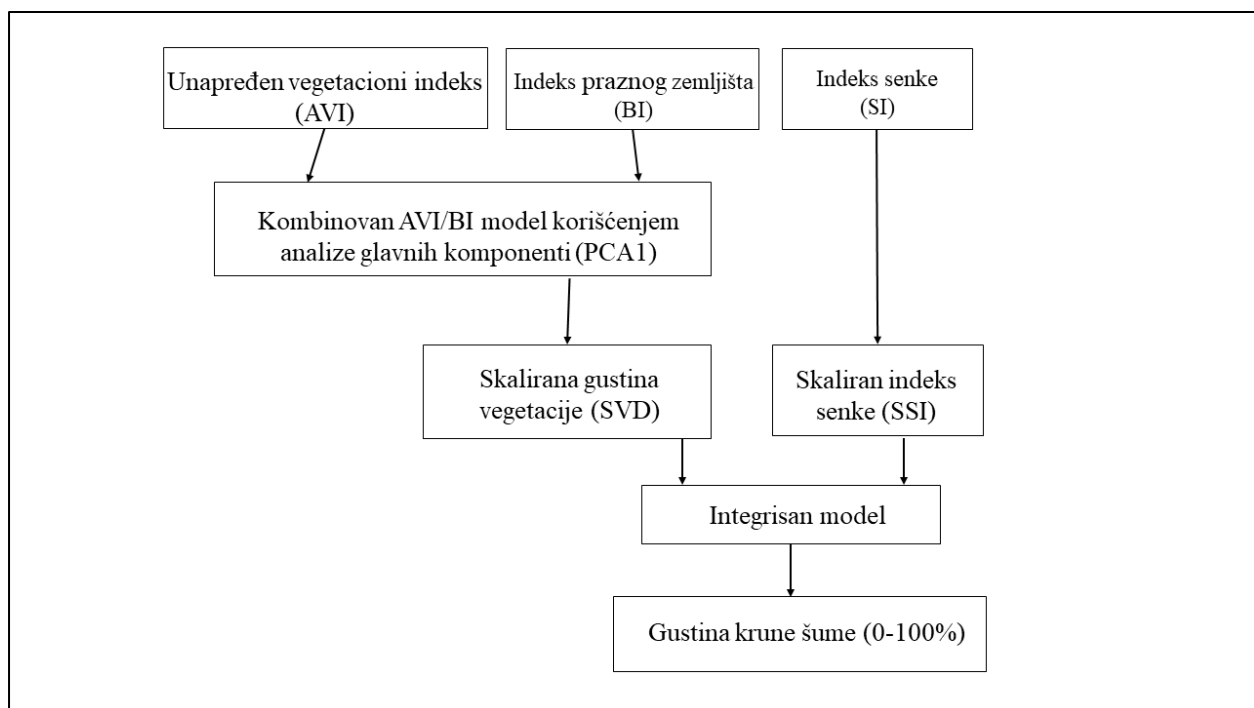 Unapređen vegetacioni indeks
(AVI)
Indeks praznog zemljišta
(BI)
Indeks senke
(SI)
Kombinovan AVI/BI model korišćenjem
analize glavnih komponenti (PCA1)
Skalirana gustina
vegetacije (SVD)
Skaliran indeks
senke (SSI)
Integrisan model
Gustina krune šume (0-100%)